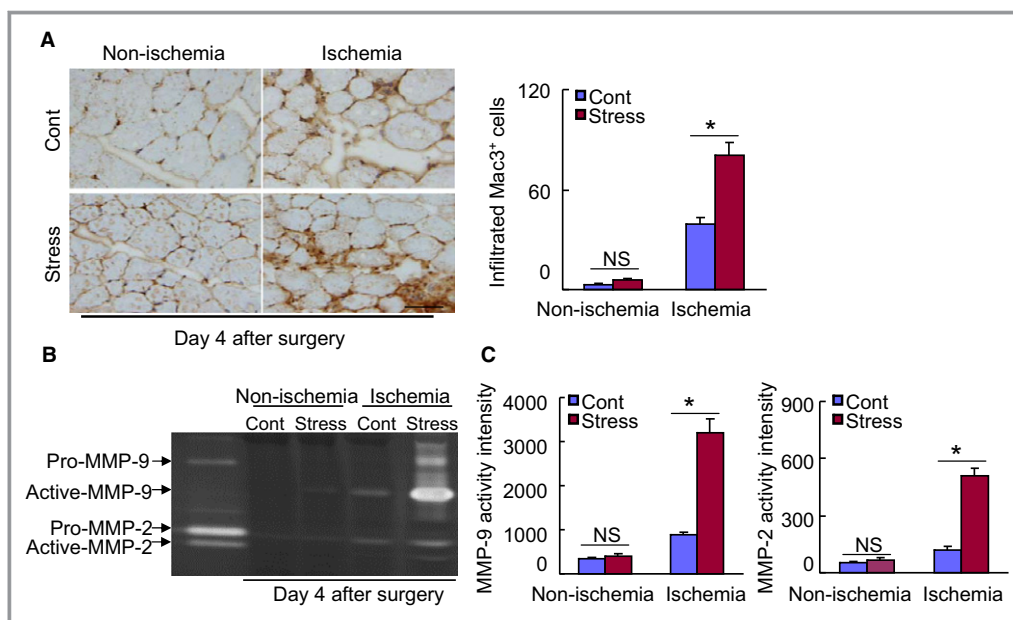 A
Non-ischemia
Ischemia
Cont
Stress
Day 4 after surgery
Infiltrated Mac3⁺ cells
120
60
0
Cont
Stress
NS
*
Non-ischemia
Ischemia
B
Non-ischemia
Ischemia
Cont
Stress
Cont
Stress
Pro-MMP-9
Active-MMP-9
Pro-MMP-2
Active-MMP-2
Day 4 after surgery
C
MMP-9 activity intensity
4000
3000
2000
1000
0
Cont
Stress
NS
*
Non-ischemia
Ischemia
MMP-2 activity intensity
900
600
300
0
Cont
Stress
NS
*
Non-ischemia
Ischemia